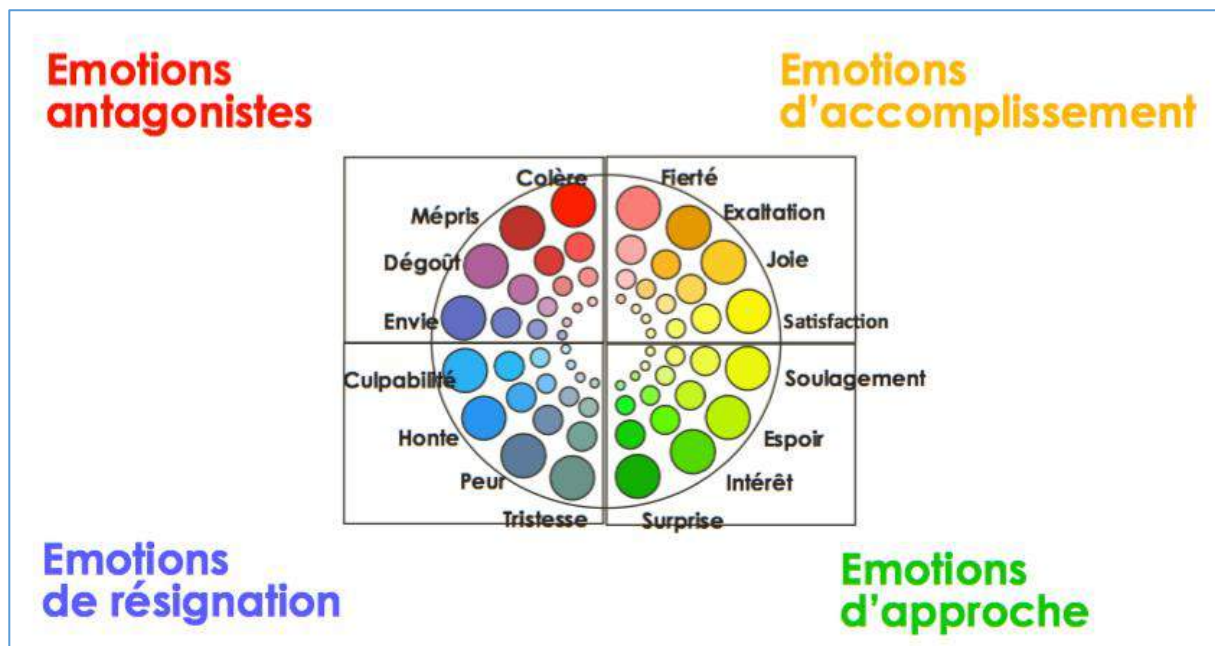 Emotions
antagonistes
Emotions
d'accomplissement
Colère
Fierté
Mépris
Exaltation
Dégoût
Joie
Envie
Satisfaction
Culpabilité
Soulagement
Honte
Espoir
Peur
Intérêt
Tristesse
Surprise
Emotions
de résignation
Emotions
d'approche